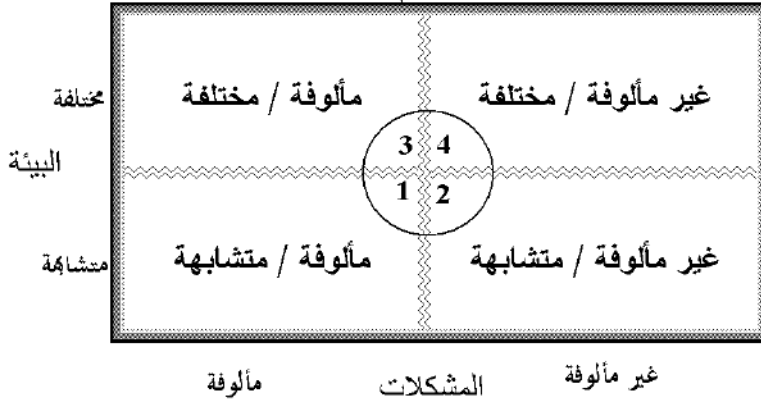 مختلفة
مألوفة / مختلفة
غير مألوفة / مختلفة
البيئة
3
4
1
2
متشابهة
مألوفة / متشابهة
غير مألوفة / متشابهة
مألوفة
المشكلات
غير مألوفة